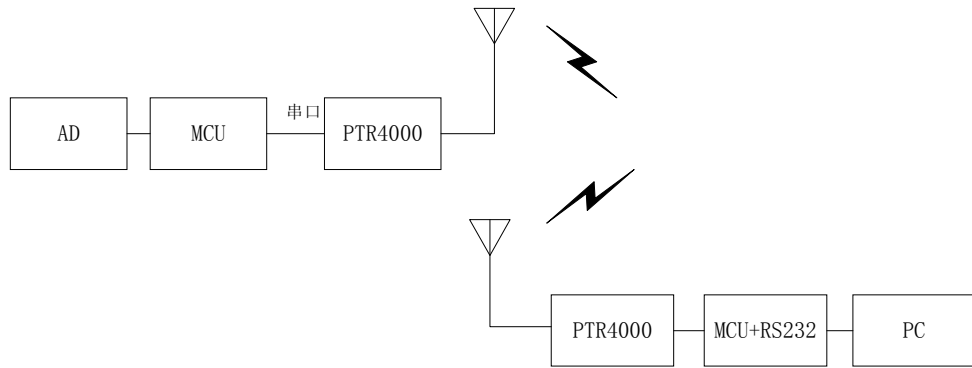 AD
MCU
串口
PTR4000
PTR4000
MCU+RS232
PC